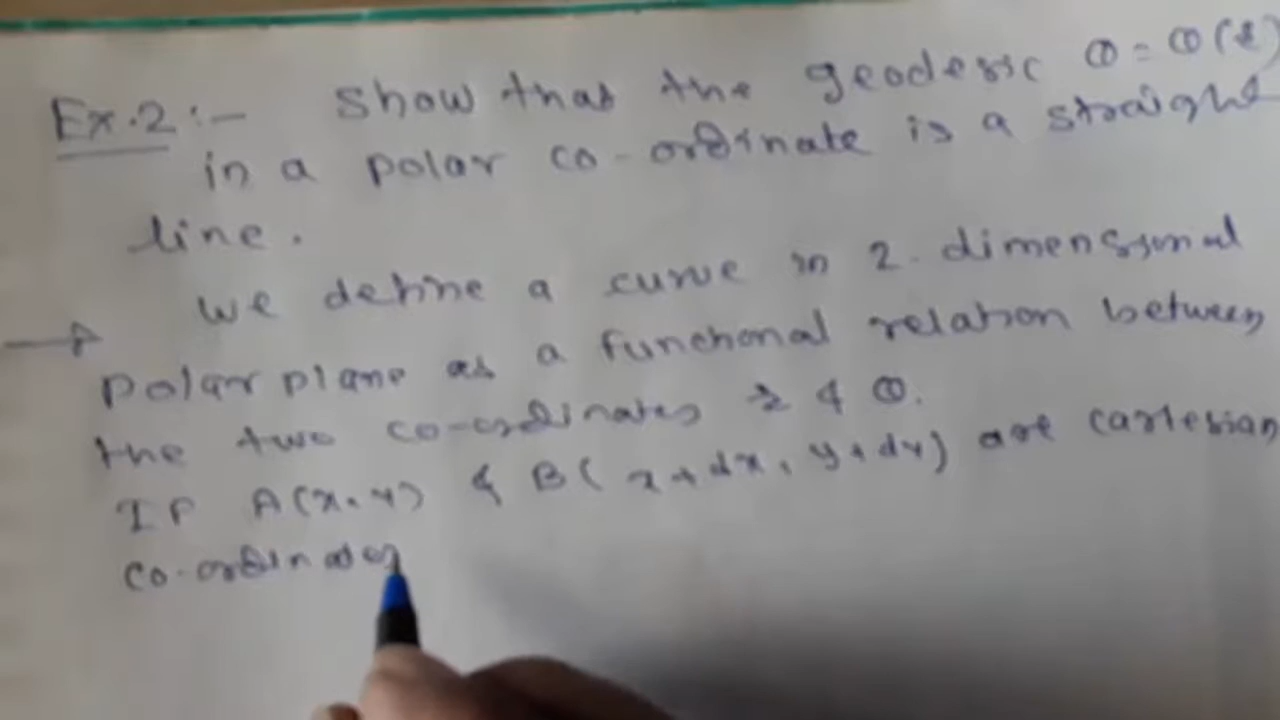 Ex.2 :- Show that the geodesic θ = θ(r)
in a polar co-ordinate is a straight
line.
→ We define a curve in 2-dimensional
polar plane as a functional relation between
the two co-ordinates r & θ.
If A(x, y) & B(x+dx, y+dy) are cartesian
co-ordinates